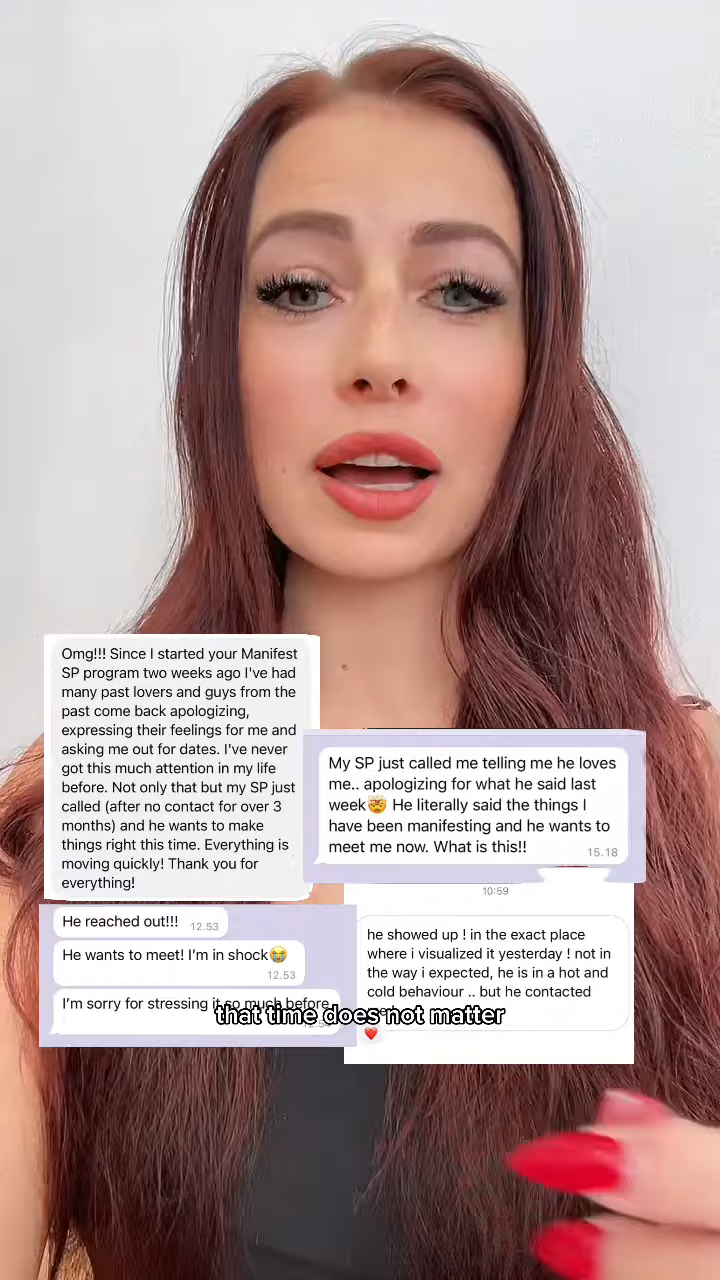 Omg!!! Since I started your Manifest
SP program two weeks ago I've had
many past lovers and guys from the
past come back apologizing,
expressing their feelings for me and
asking me out for dates. I've never
got this much attention in my life
before. Not only that but my SP just
called (after no contact for over 3
months) and he wants to make
things right this time. Everything is
moving quickly! Thank you for
everything!
My SP just called me telling me he loves
me.. apologizing for what he said last
week🤯 He literally said the things I
have been manifesting and he wants to
meet me now. What is this!!
15.18
He reached out!!!
12.53
He wants to meet! I'm in shock😭
12.53
I'm sorry for stressing it so much before
10:59
he showed up ! in the exact place
where i visualized it yesterday ! not in
the way i expected, he is in a hot and
cold behaviour .. but he contacted
❤️
that time does not matter